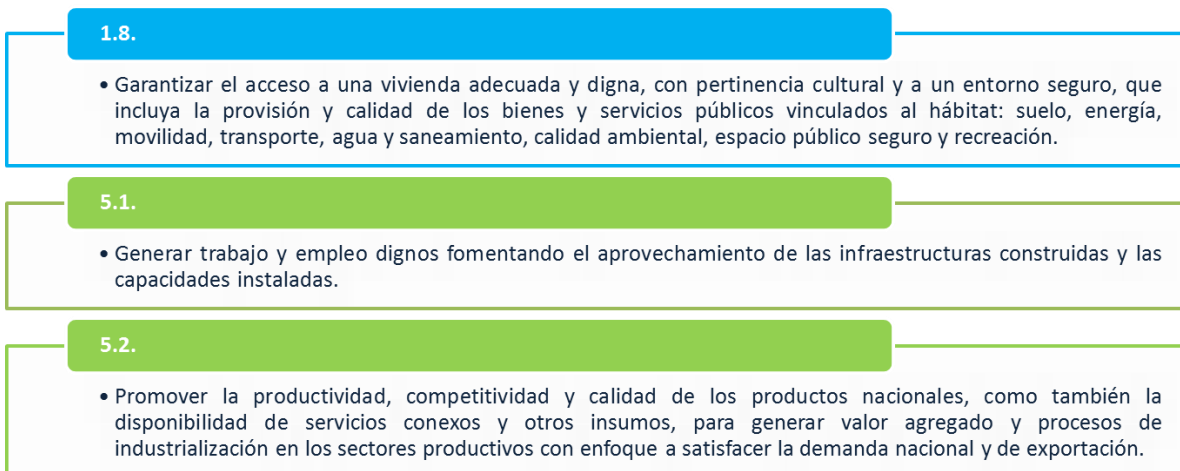 1.8.
• Garantizar el acceso a una vivienda adecuada y digna, con pertinencia cultural y a un entorno seguro, que
incluya la provisión y calidad de los bienes y servicios públicos vinculados al hábitat: suelo, energía,
movilidad, transporte, agua y saneamiento, calidad ambiental, espacio público seguro y recreación.
5.1.
• Generar trabajo y empleo dignos fomentando el aprovechamiento de las infraestructuras construidas y las
capacidades instaladas.
5.2.
• Promover la productividad, competitividad y calidad de los productos nacionales, como también la
disponibilidad de servicios conexos y otros insumos, para generar valor agregado y procesos de
industrialización en los sectores productivos con enfoque a satisfacer la demanda nacional y de exportación.